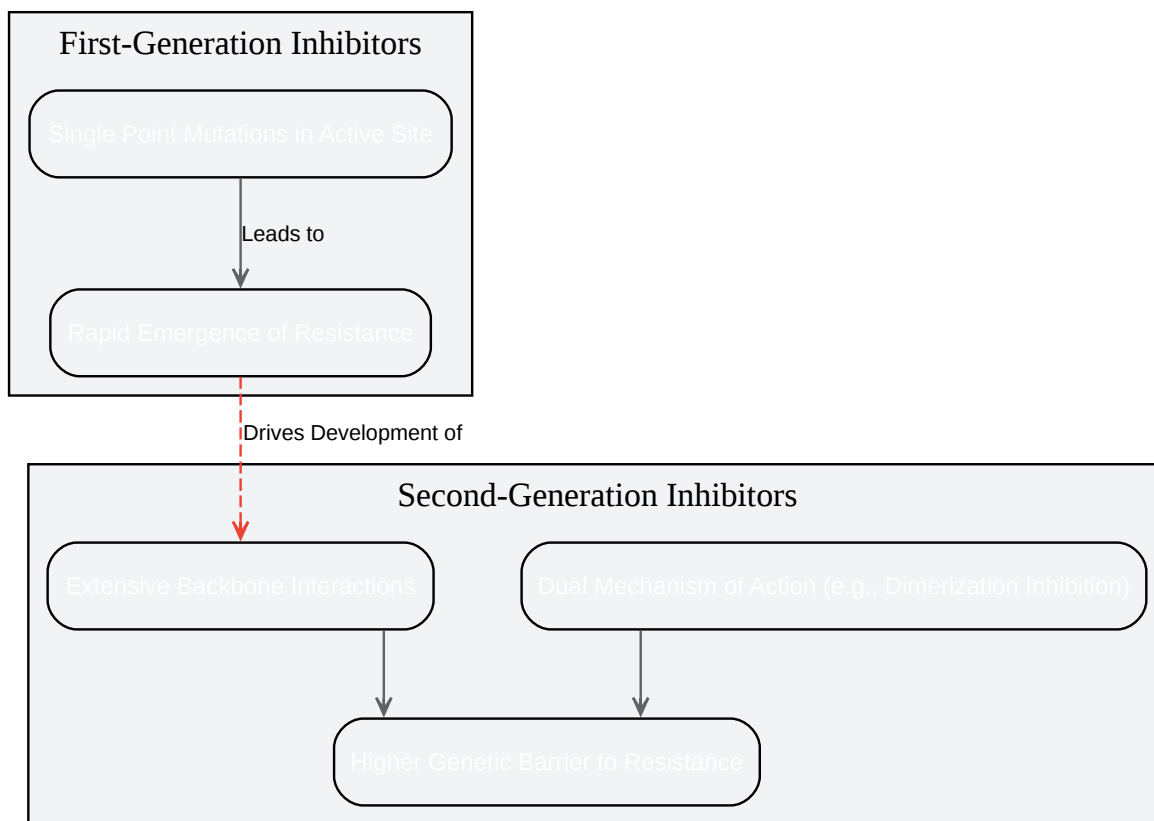 First-Generation Inhibitors
Single Point Mutations in Active Site
Leads to
Rapid Emergence of Resistance
Drives Development of
Second-Generation Inhibitors
Extensive Backbone Interactions
Dual Mechanism of Action (e.g., Dimerization Inhibition)
Higher Genetic Barrier to Resistance